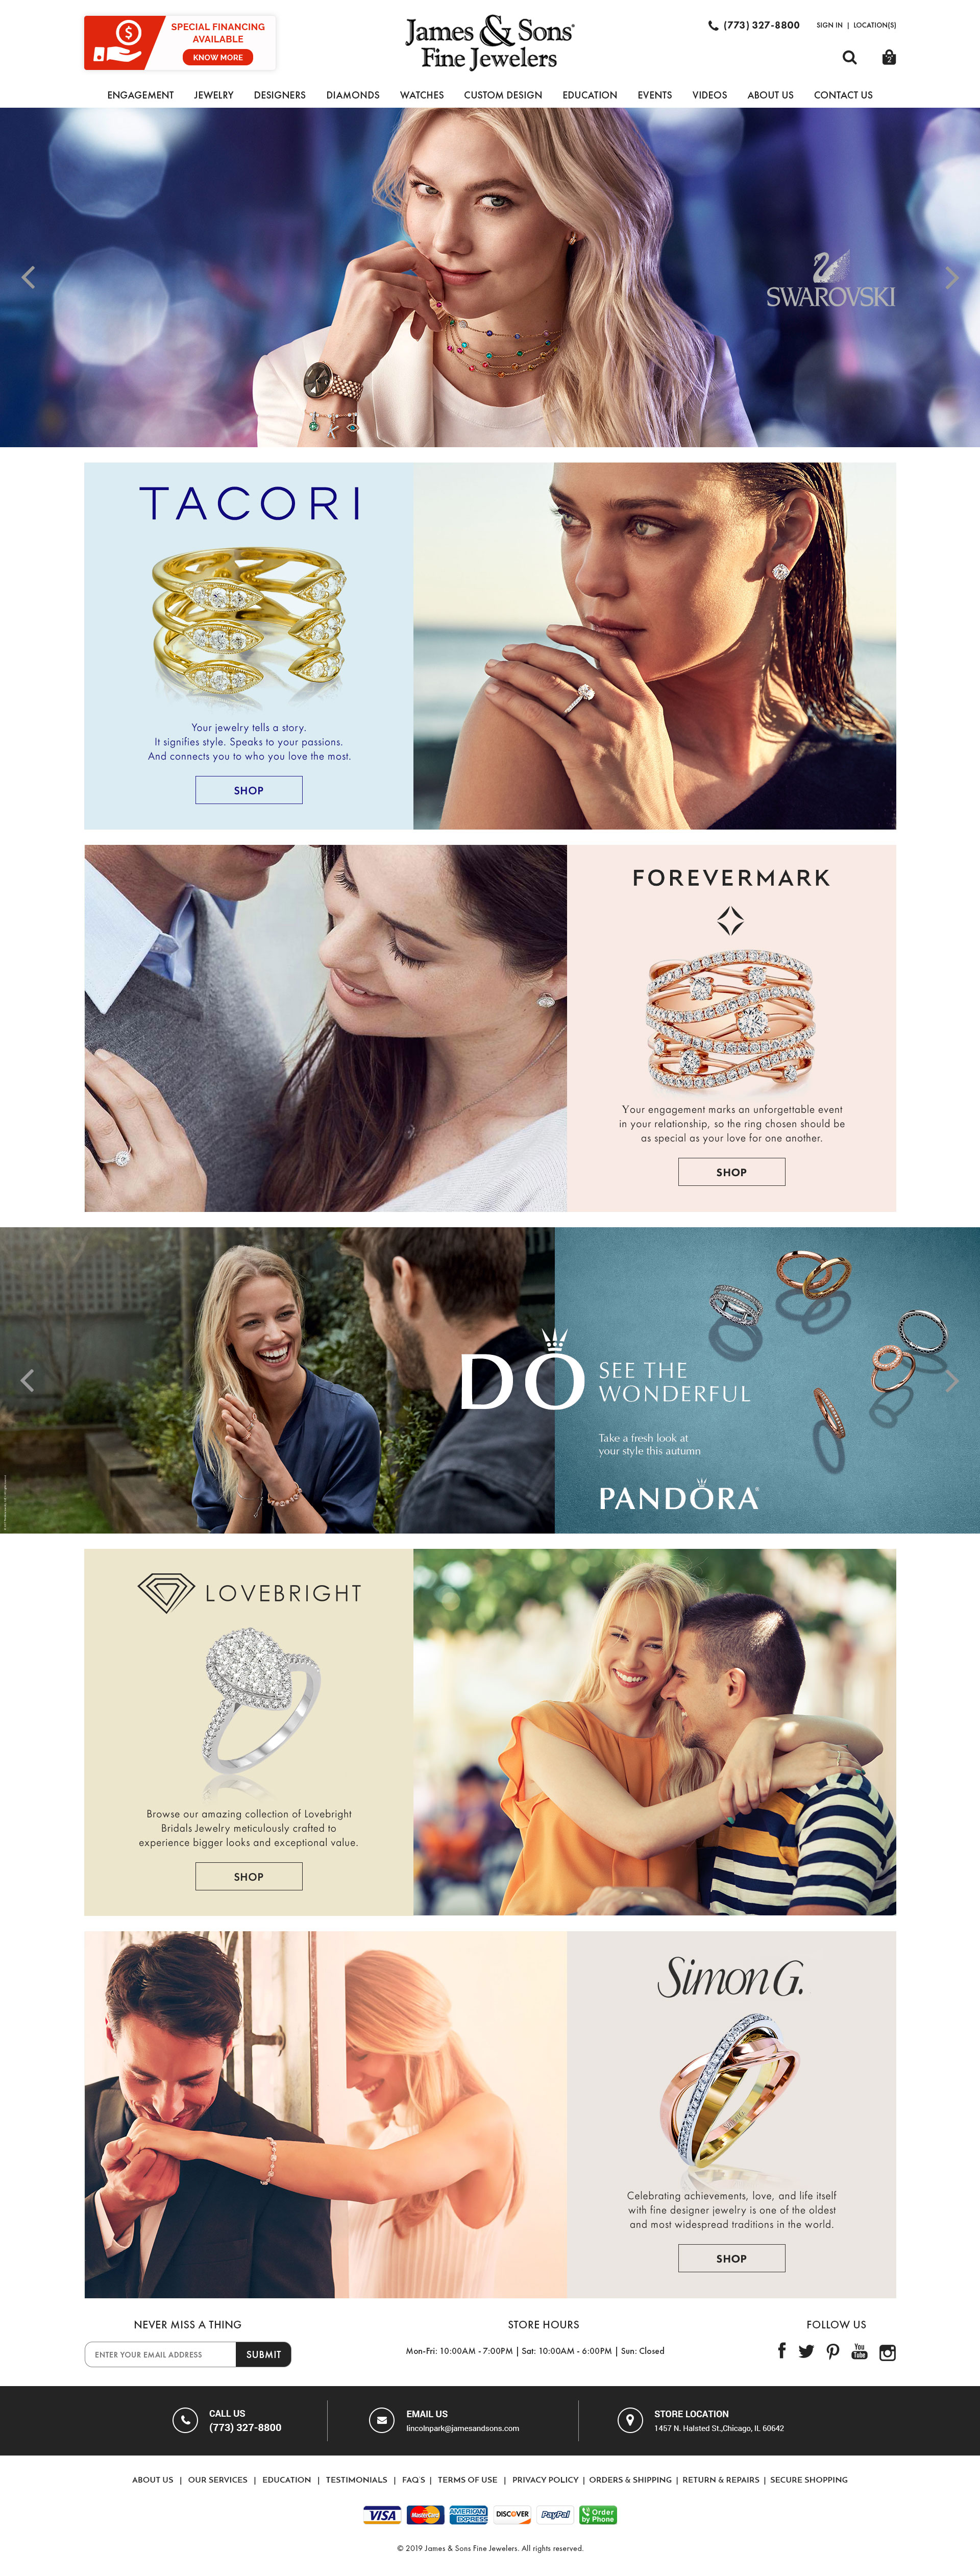 SPECIAL FINANCING
AVAILABLE
KNOW MORE
James & Sons®
Fine Jewelers
(773) 327-8800
SIGN IN | LOCATION(S)
2
ENGAGEMENT JEWELRY DESIGNERS DIAMONDS WATCHES CUSTOM DESIGN EDUCATION EVENTS VIDEOS ABOUT US CONTACT US
SWAROVSKI
TACORI
Your jewelry tells a story.
It signifies style. Speaks to your passions.
And connects you to who you love the most.
SHOP
FOREVERMARK
Your engagement marks an unforgettable event
in your relationship, so the ring chosen should be
as special as your love for one another.
SHOP
DO SEE THE
WONDERFUL
Take a fresh look at
your style this autumn
PANDORA®
LOVEBRIGHT
Browse our amazing collection of Lovebright
Bridals Jewelry meticulously crafted to
experience bigger looks and exceptional value.
SHOP
Simon G.
Celebrating achievements, love, and life itself
with fine designer jewelry is one of the oldest
and most widespread traditions in the world.
SHOP
NEVER MISS A THING
ENTER YOUR EMAIL ADDRESS SUBMIT
STORE HOURS
Mon-Fri: 10:00AM - 7:00PM | Sat: 10:00AM - 6:00PM | Sun: Closed
FOLLOW US
You
Tube
CALL US
(773) 327-8800
EMAIL US
lincolnpark@jamesandsons.com
STORE LOCATION
1457 N. Halsted St.,Chicago, IL 60642
ABOUT US | OUR SERVICES | EDUCATION | TESTIMONIALS | FAQ'S | TERMS OF USE | PRIVACY POLICY | ORDERS & SHIPPING | RETURN & REPAIRS | SECURE SHOPPING
VISA MasterCard AMERICAN EXPRESS DISCOVER PayPal Order by Phone
© 2019 James & Sons Fine Jewelers. All rights reserved.